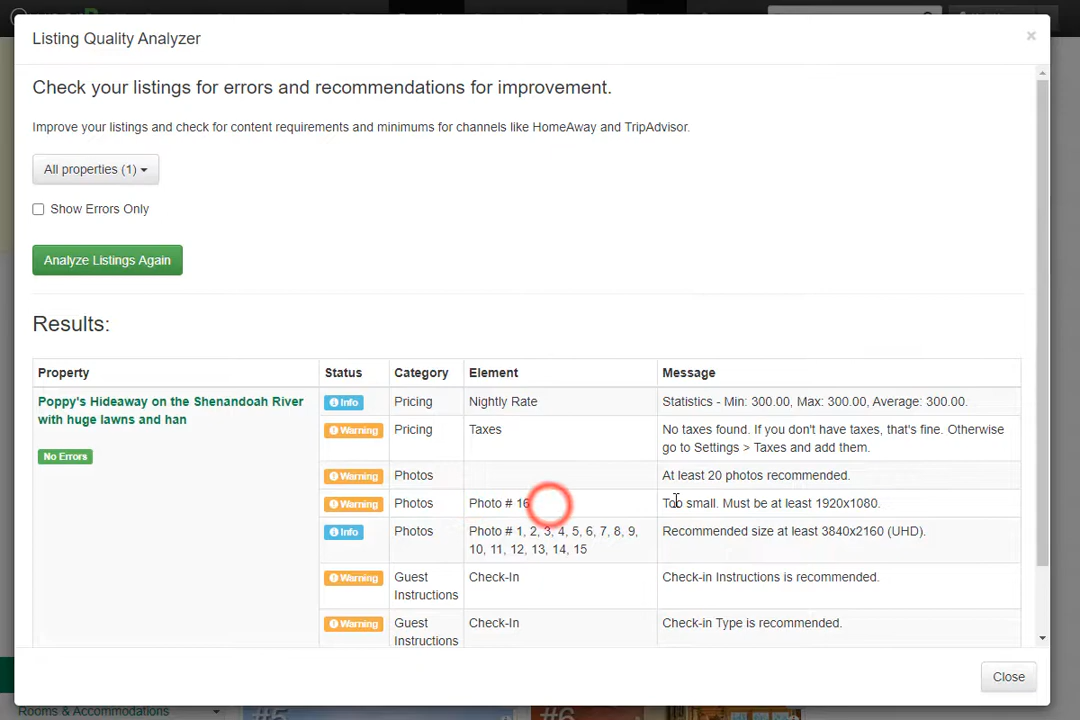 Listing Quality Analyzer
×
Check your listings for errors and recommendations for improvement.
Improve your listings and check for content requirements and minimums for channels like HomeAway and TripAdvisor.
All properties (1)
Show Errors Only
Analyze Listings Again
Results:
Property Status Category Element Message
Poppy's Hideaway on the Shenandoah River
with huge lawns and han
No Errors
Info Pricing Nightly Rate Statistics - Min: 300.00, Max: 300.00, Average: 300.00.
Warning Pricing Taxes No taxes found. If you don't have taxes, that's fine. Otherwise
go to Settings > Taxes and add them.
Warning Photos At least 20 photos recommended.
Warning Photos Photo # 16 Too small. Must be at least 1920x1080.
Info Photos Photo # 1, 2, 3, 4, 5, 6, 7, 8, 9, Recommended size at least 3840x2160 (UHD).
10, 11, 12, 13, 14, 15
Warning Guest Check-In Check-in Instructions is recommended.
Instructions
Warning Guest Check-In Check-in Type is recommended.
Instructions
Close
Rooms & Accommodations
#5 #6